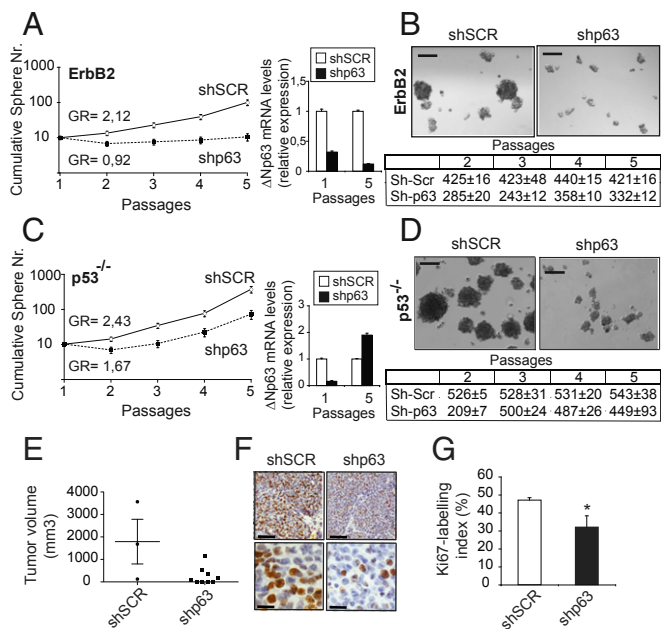 A
ErbB2
Cumulative Sphere Nr.
1000
100
10
GR= 2,12
GR= 0,92
shSCR
shp63
1 2 3 4 5
Passages
ΔNp63 mRNA levels
(relative expression)
shSCR
shp63
1,5
1
0,5
0
1 5
Passages
B
shSCR shp63
ErbB2
Passages
2 3 4 5
Sh-Scr 425±16 423±48 440±15 421±16
Sh-p63 285±20 243±12 358±10 332±12
C
p53-/-
Cumulative Sphere Nr.
1000
100
10
GR= 2,43
GR= 1,67
shSCR
shp63
1 2 3 4 5
Passages
ΔNp63 mRNA levels
(relative expression)
shSCR
shp63
3
2
1
0
1 5
Passages
D
shSCR shp63
p53-/-
Passages
2 3 4 5
Sh-Scr 526±5 528±31 531±20 543±38
Sh-p63 209±7 500±24 487±26 449±93
E
Tumor volume
(mm3)
4000
3000
2000
1000
0
shSCR shp63
F
shSCR shp63
G
Ki67-labelling
index (%)
50
40
30
20
10
0
*
shSCR shp63